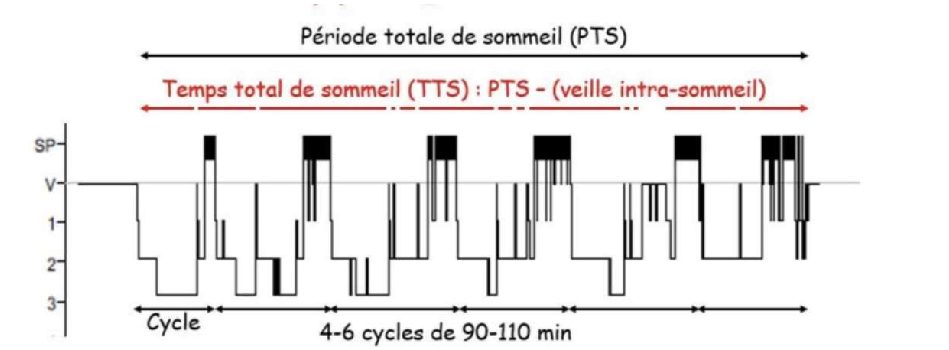 Période totale de sommeil (PTS)
Temps total de sommeil (TTS) : PTS – (veille intra-sommeil)
SP
V
1
2
3
Cycle
4-6 cycles de 90-110 min